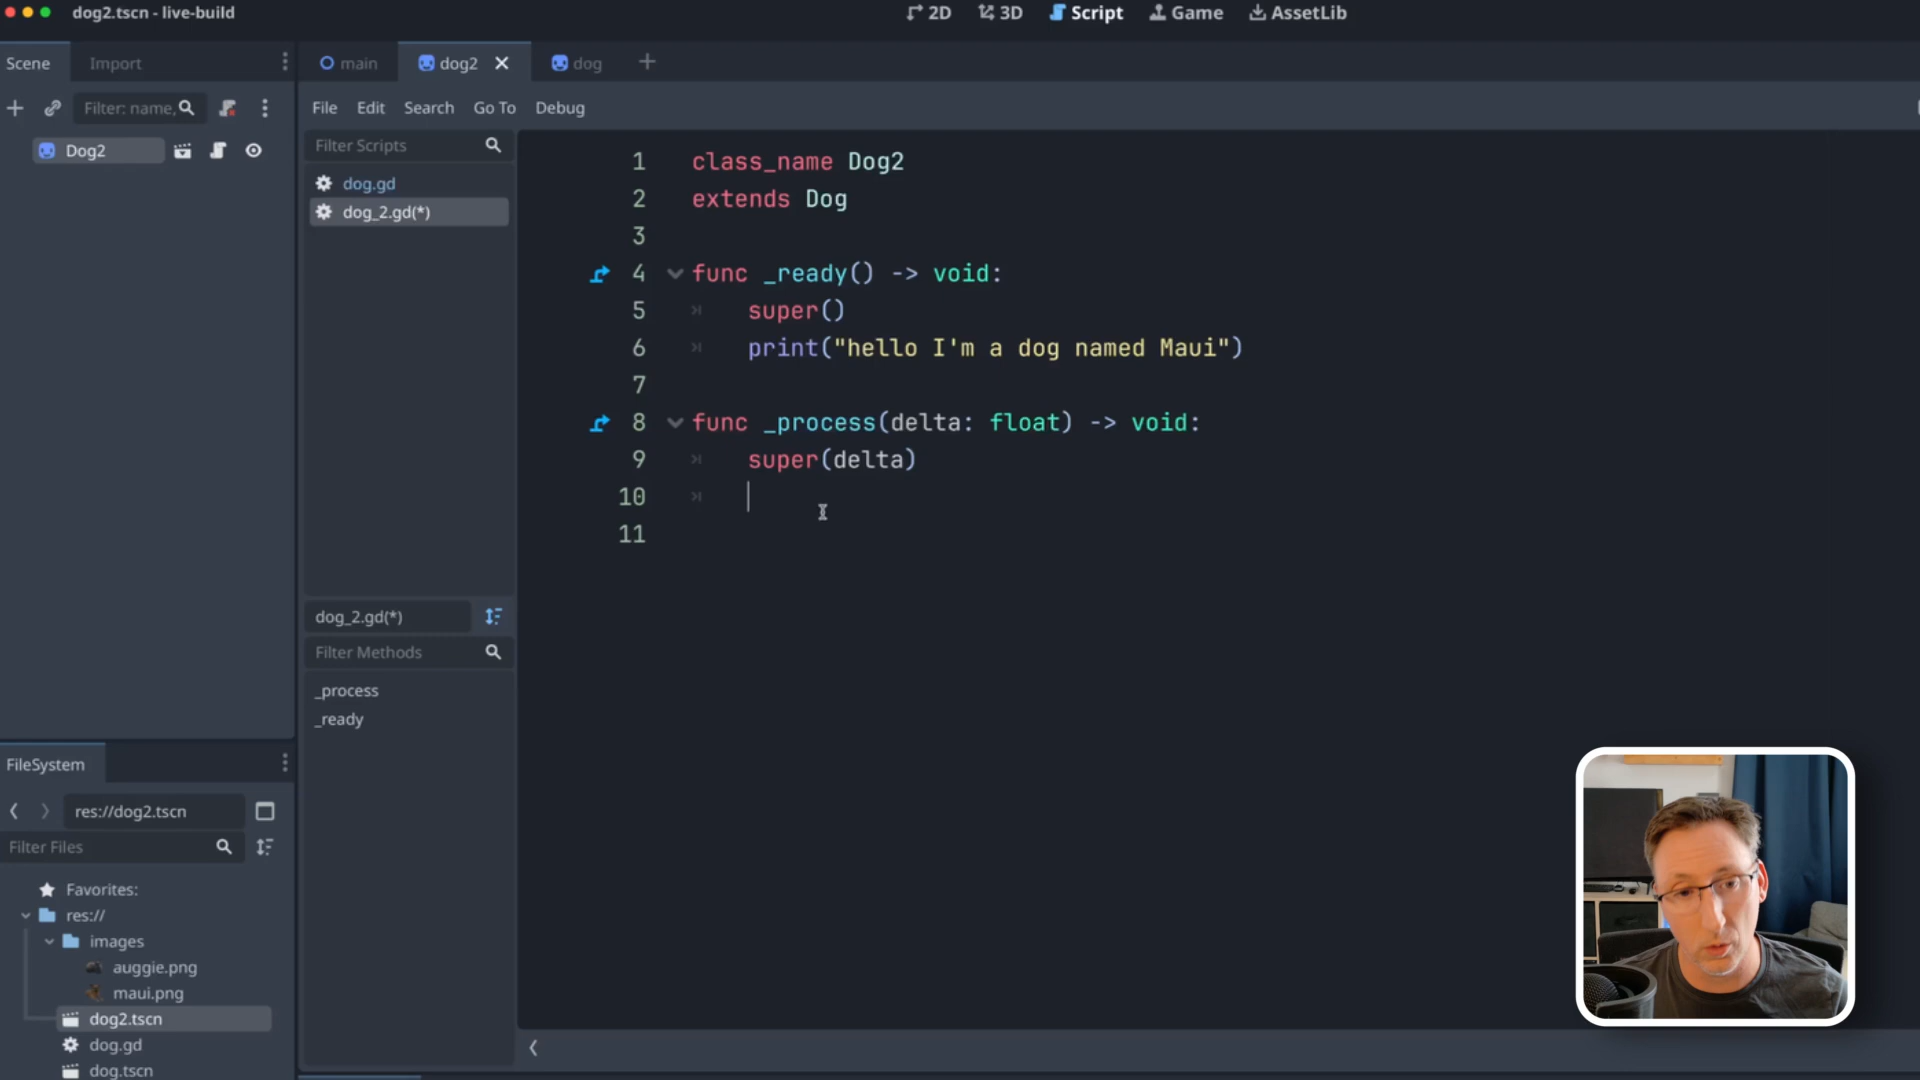 dog2.tscn - live-build
2D
3D
Script
Game
AssetLib
Scene
Import
main
dog2
dog
Filter: name,
File
Edit
Search
Go To
Debug
Dog2
Filter Scripts
dog.gd
dog_2.gd(*)
1 class_name Dog2
2 extends Dog
3
4 func _ready() -> void:
5 super()
6 print("hello I'm a dog named Maui")
7
8 func _process(delta: float) -> void:
9 super(delta)
10
11
dog_2.gd(*)
Filter Methods
_process
_ready
FileSystem
res://dog2.tscn
Filter Files
Favorites:
res://
images
auggie.png
maui.png
dog2.tscn
dog.gd
dog.tscn